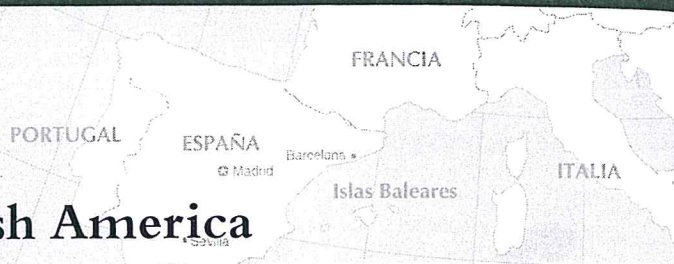 FRANCIA
PORTUGAL
ESPAÑA
Barcelona
Madrid
ITALIA
Islas Baleares
sh America
Sevilla